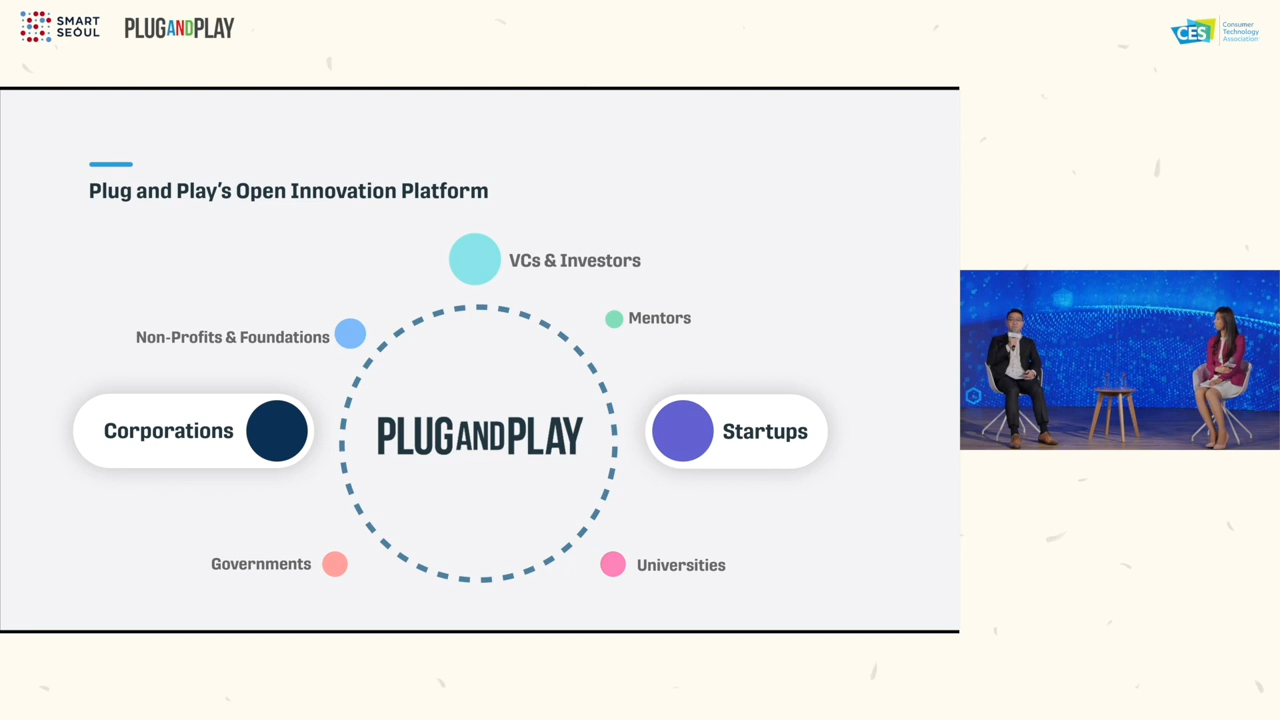 SMART
SEOUL
PLUGANDPLAY
CES
Consumer
Technology
Association
Plug and Play’s Open Innovation Platform
VCs & Investors
Mentors
Non-Profits & Foundations
Corporations
PLUGANDPLAY
Startups
Governments
Universities